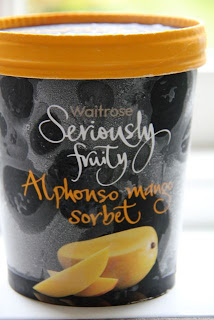 Waitrose
Seriously
fruity
Alphonso mango
sorbet